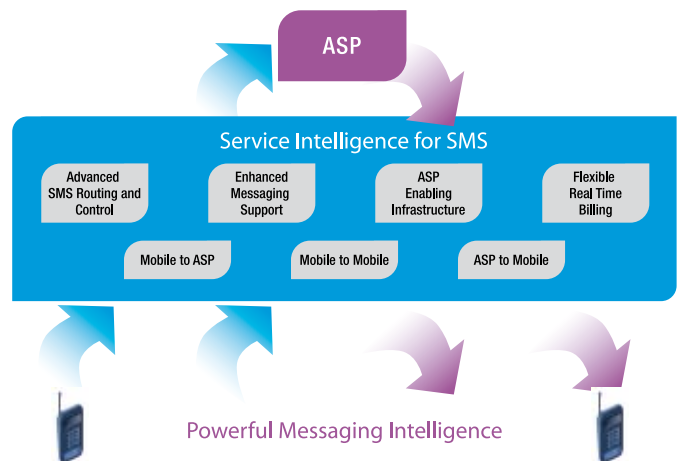 ASP
Service Intelligence for SMS
Advanced
SMS Routing and
Control
Enhanced
Messaging
Support
ASP
Enabling
Infrastructure
Flexible
Real Time
Billing
Mobile to ASP
Mobile to Mobile
ASP to Mobile
Powerful Messaging Intelligence